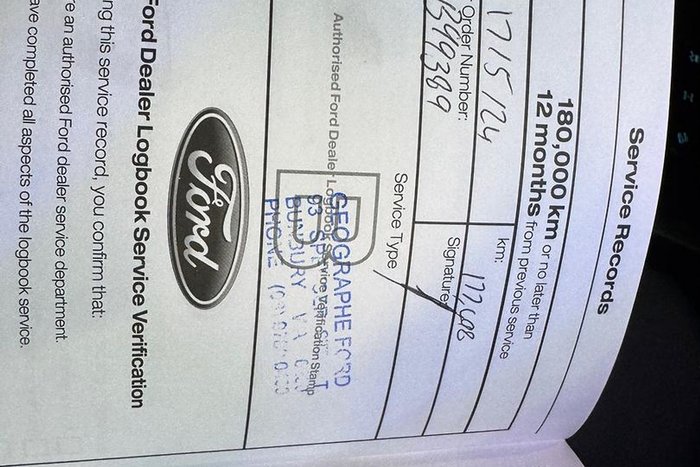 Service Records
180,000 km or no later than
12 months from previous service
17/5/24
km:
172608
Order Number:
Signature:
Service Type
B
GEOGRAPHE FORD
Authorised Ford Dealer Logbook Service Verification Stamp
93
BUNBURY
PHONE
Ford
Ford Dealer Logbook Service Verification
ng this service record, you confirm that:
re an authorised Ford dealer service department.
ave completed all aspects of the logbook service.